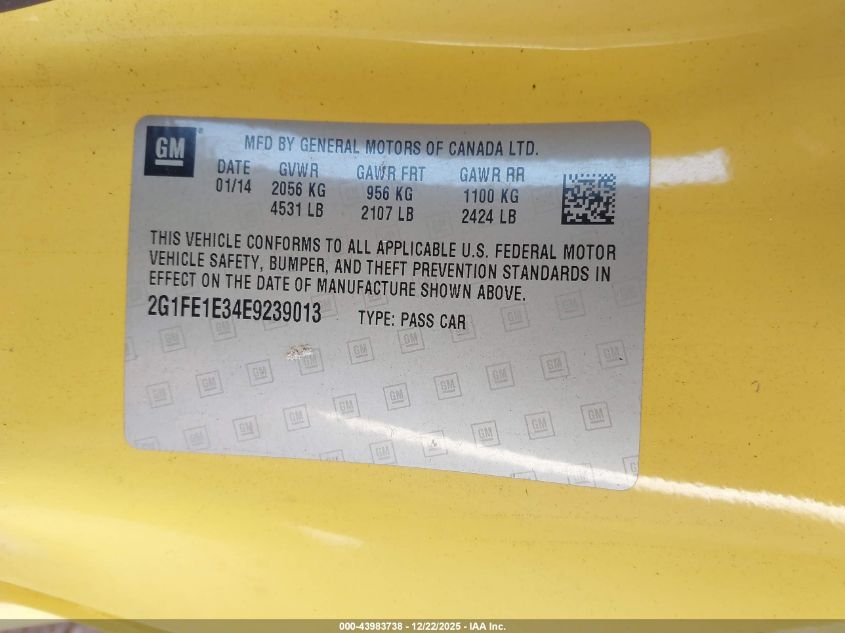 GM MFD BY GENERAL MOTORS OF CANADA LTD.
DATE GVWR GAWR FRT GAWR RR
01/14 2056 KG 956 KG 1100 KG
4531 LB 2107 LB 2424 LB
THIS VEHICLE CONFORMS TO ALL APPLICABLE U.S. FEDERAL MOTOR
VEHICLE SAFETY, BUMPER, AND THEFT PREVENTION STANDARDS IN
EFFECT ON THE DATE OF MANUFACTURE SHOWN ABOVE.
2G1FE1E34E9239013 TYPE: PASS CAR
000-43983738 - 12/22/2025 - IAA Inc.